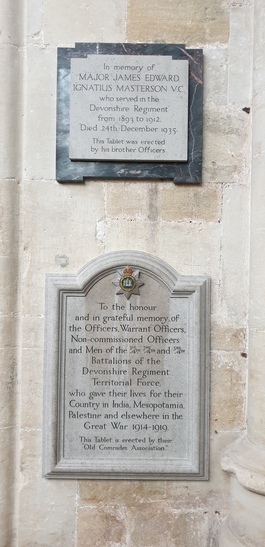 In memory of
MAJOR JAMES EDWARD
IGNATIUS MASTERSON V.C.
who served in the
Devonshire Regiment
from 1893 to 1912.
Died 24th December 1935
This Tablet was erected
by his brother Officers.
To the honour
and in grateful memory of
the Officers, Warrant Officers,
Non-commissioned Officers
and Men of the and
Battalions of the
Devonshire Regiment
Territorial Force,
who gave their lives for their
Country in India, Mesopotamia
Palestine and elsewhere in the
Great War 1914-1919.
This Tablet is erected by their
"Old Comrades Association."